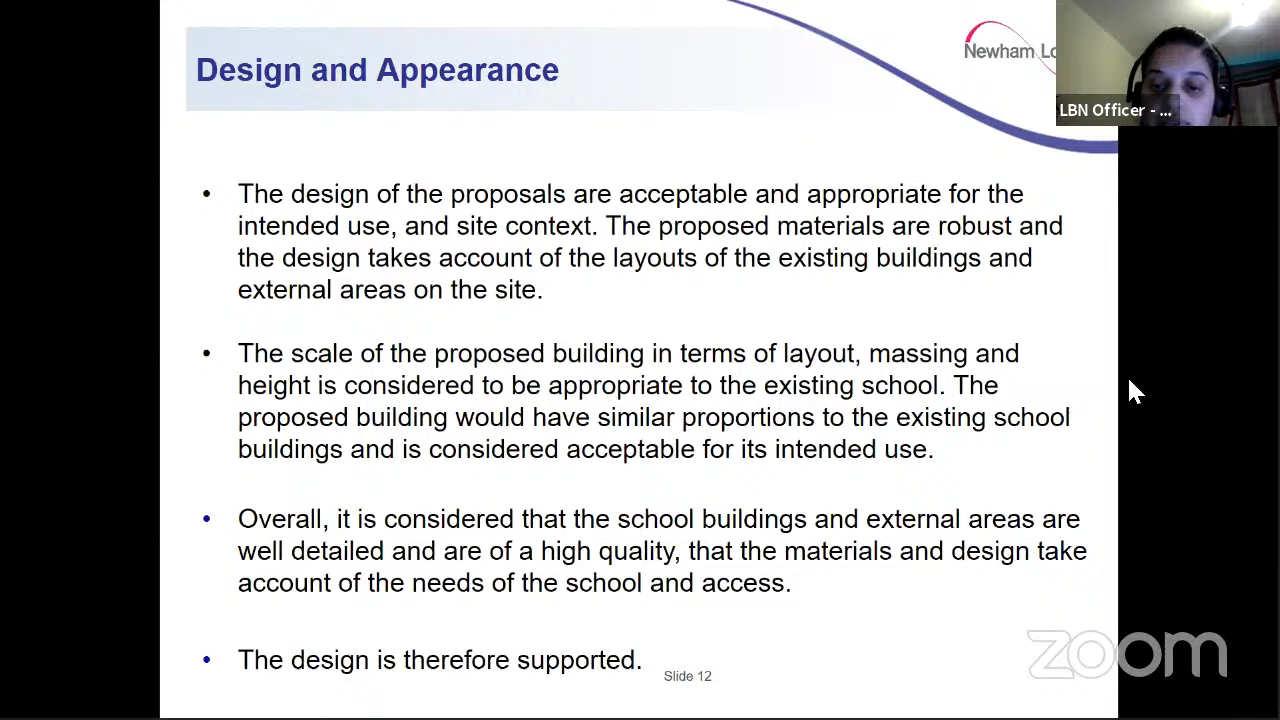 Design and Appearance
Newham Lo
LBN Officer - ...
• The design of the proposals are acceptable and appropriate for the
intended use, and site context. The proposed materials are robust and
the design takes account of the layouts of the existing buildings and
external areas on the site.
• The scale of the proposed building in terms of layout, massing and
height is considered to be appropriate to the existing school. The
proposed building would have similar proportions to the existing school
buildings and is considered acceptable for its intended use.
• Overall, it is considered that the school buildings and external areas are
well detailed and are of a high quality, that the materials and design take
account of the needs of the school and access.
• The design is therefore supported.
Slide 12
zoom